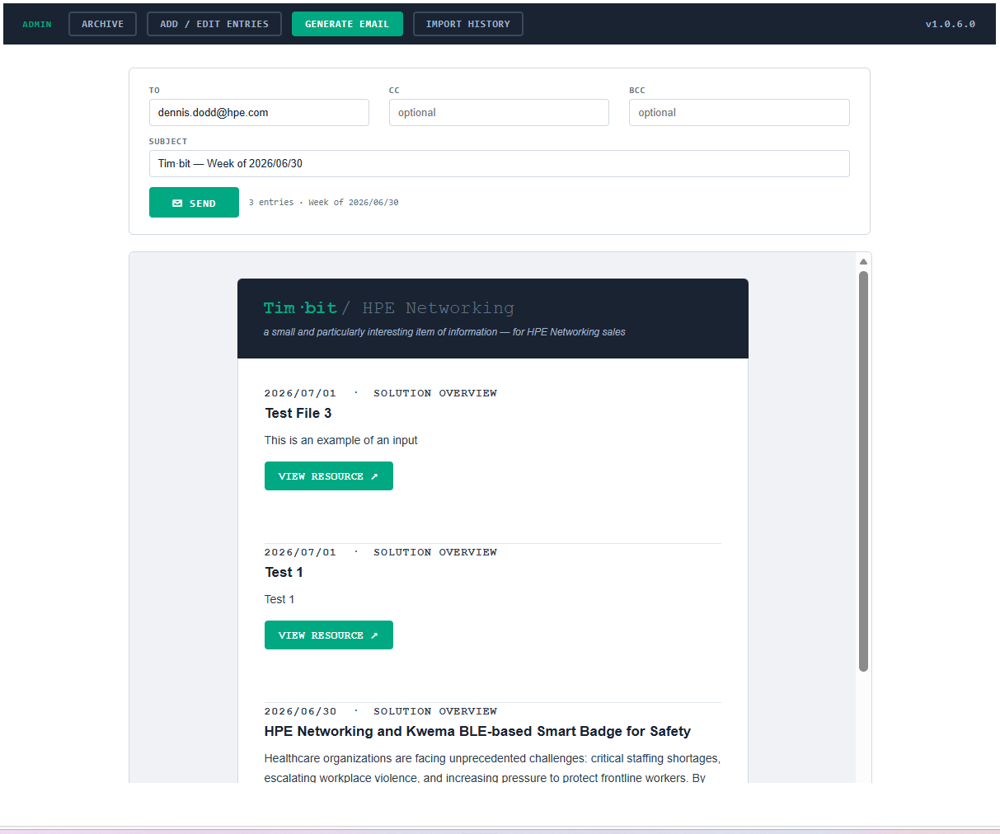 ADMIN ARCHIVE ADD / EDIT ENTRIES GENERATE EMAIL IMPORT HISTORY v1.0.6.0
TO CC BCC
dennis.dodd@hpe.com optional optional
SUBJECT
Tim·bit — Week of 2026/06/30
SEND 3 entries · Week of 2026/06/30
Tim·bit / HPE Networking
a small and particularly interesting item of information — for HPE Networking sales
2026/07/01 · SOLUTION OVERVIEW
Test File 3
This is an example of an input
VIEW RESOURCE ↗
2026/07/01 · SOLUTION OVERVIEW
Test 1
Test 1
VIEW RESOURCE ↗
2026/06/30 · SOLUTION OVERVIEW
HPE Networking and Kwema BLE-based Smart Badge for Safety
Healthcare organizations are facing unprecedented challenges: critical staffing shortages,
escalating workplace violence, and increasing pressure to protect frontline workers. By